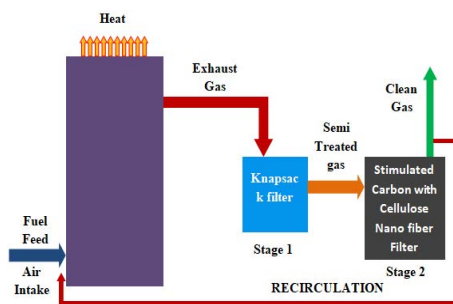 Heat
Exhaust
Gas
Clean
Gas
Semi
Treated
gas
Knapsac
k filter
Stimulated
Carbon with
Cellulose
Nano fiber
Filter
Fuel
Feed
Air
Intake
Stage 1
Stage 2
RECIRCULATION